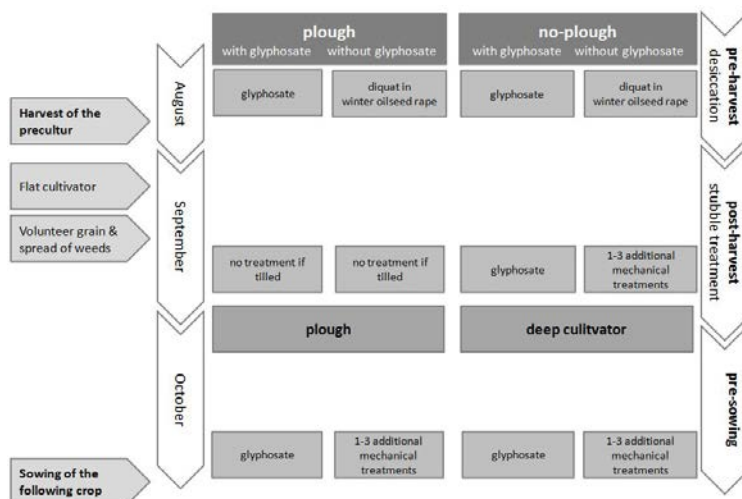 plough
no-plough
with glyphosate
without glyphosate
with glyphosate
without glyphosate
August
pre-harvest
desiccation
glyphosate
diquat in
winter oilseed rape
glyphosate
diquat in
winter oilseed rape
Harvest of the
precultur
Flat cultivator
Volunteer grain &
spread of weeds
September
post-harvest
stubble treatment
no treatment if
tilled
no treatment if
tilled
glyphosate
1-3 additional
mechanical
treatments
plough
deep culitvator
October
pre-sowing
glyphosate
1-3 additional
mechanical
treatments
glyphosate
1-3 additional
mechanical
treatments
Sowing of the
following crop